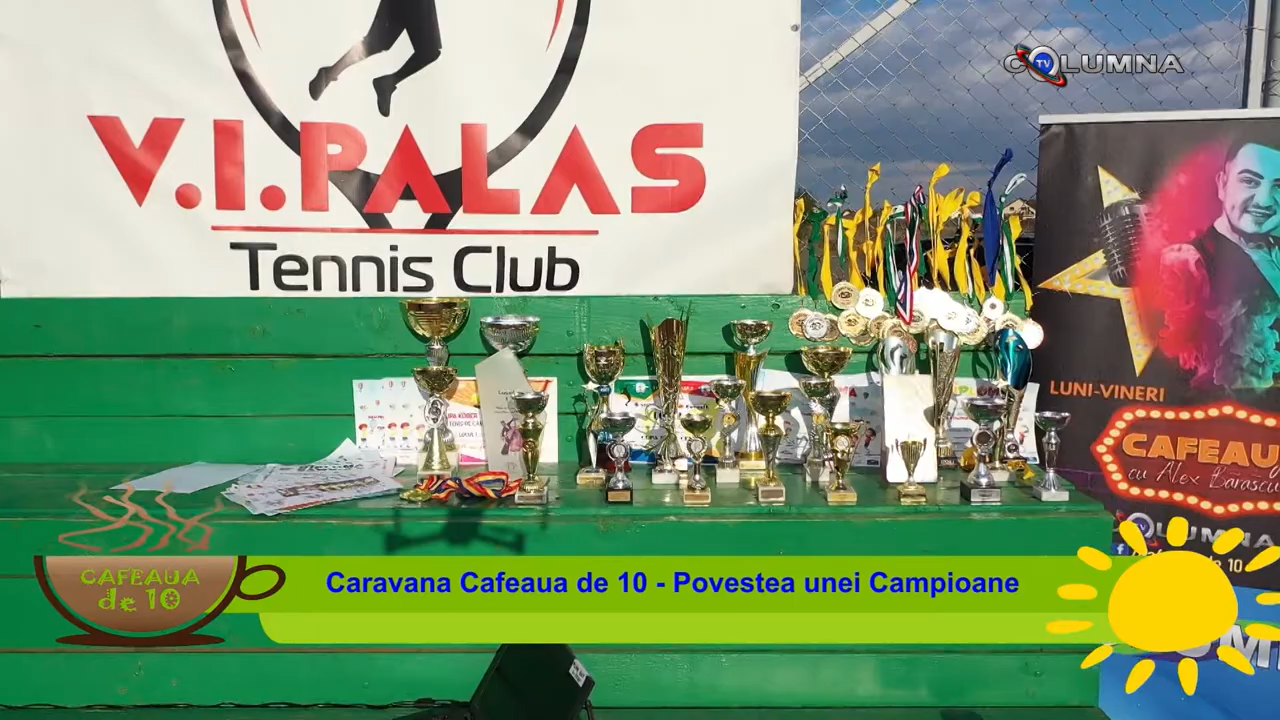 V.I.PALAS
Tennis Club
COLUMNA
TV
LUNI-VINERI
CAFEAUA
cu Alex
CAFEAUA
de 10
Caravana Cafeaua de 10 - Povestea unei Campioane